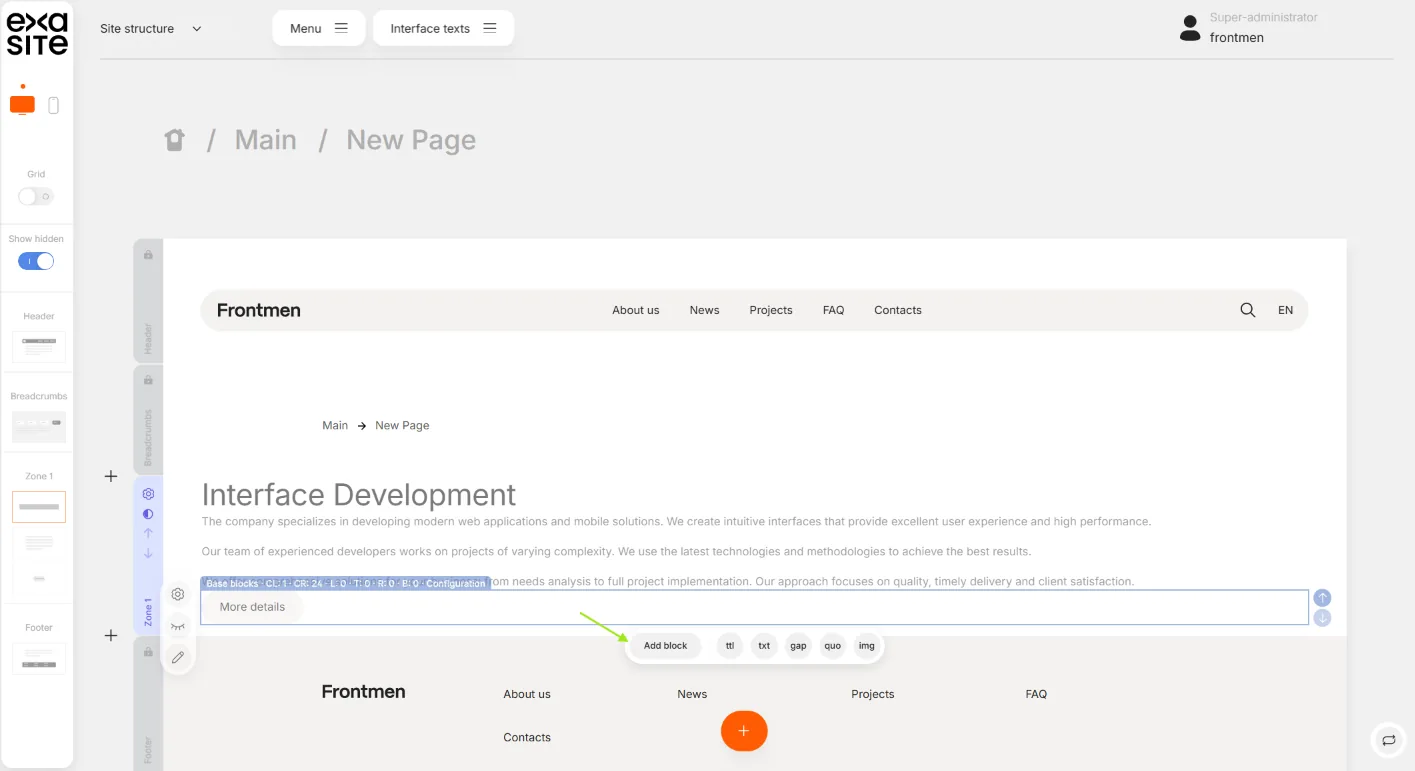 exa
SITE
Site structure
Menu
Interface texts
Super-administrator
frontmen
/ Main / New Page
Grid
Show hidden
Header
Breadcrumbs
Zone 1
Footer
Header
Breadcrumbs
Zone 1
Footer
Frontmen
About us
News
Projects
FAQ
Contacts
EN
Main → New Page
Interface Development
The company specializes in developing modern web applications and mobile solutions. We create intuitive interfaces that provide excellent user experience and high performance.
Our team of experienced developers works on projects of varying complexity. We use the latest technologies and methodologies to achieve the best results.
from needs analysis to full project implementation. Our approach focuses on quality, timely delivery and client satisfaction.
Base blocks - CL: 1 - CR: 24 - L: 0 - T: 0 - R: 0 - B: 0 - Configuration
More details
Add block
ttl
txt
gap
quo
img
Frontmen
About us
News
Projects
FAQ
Contacts